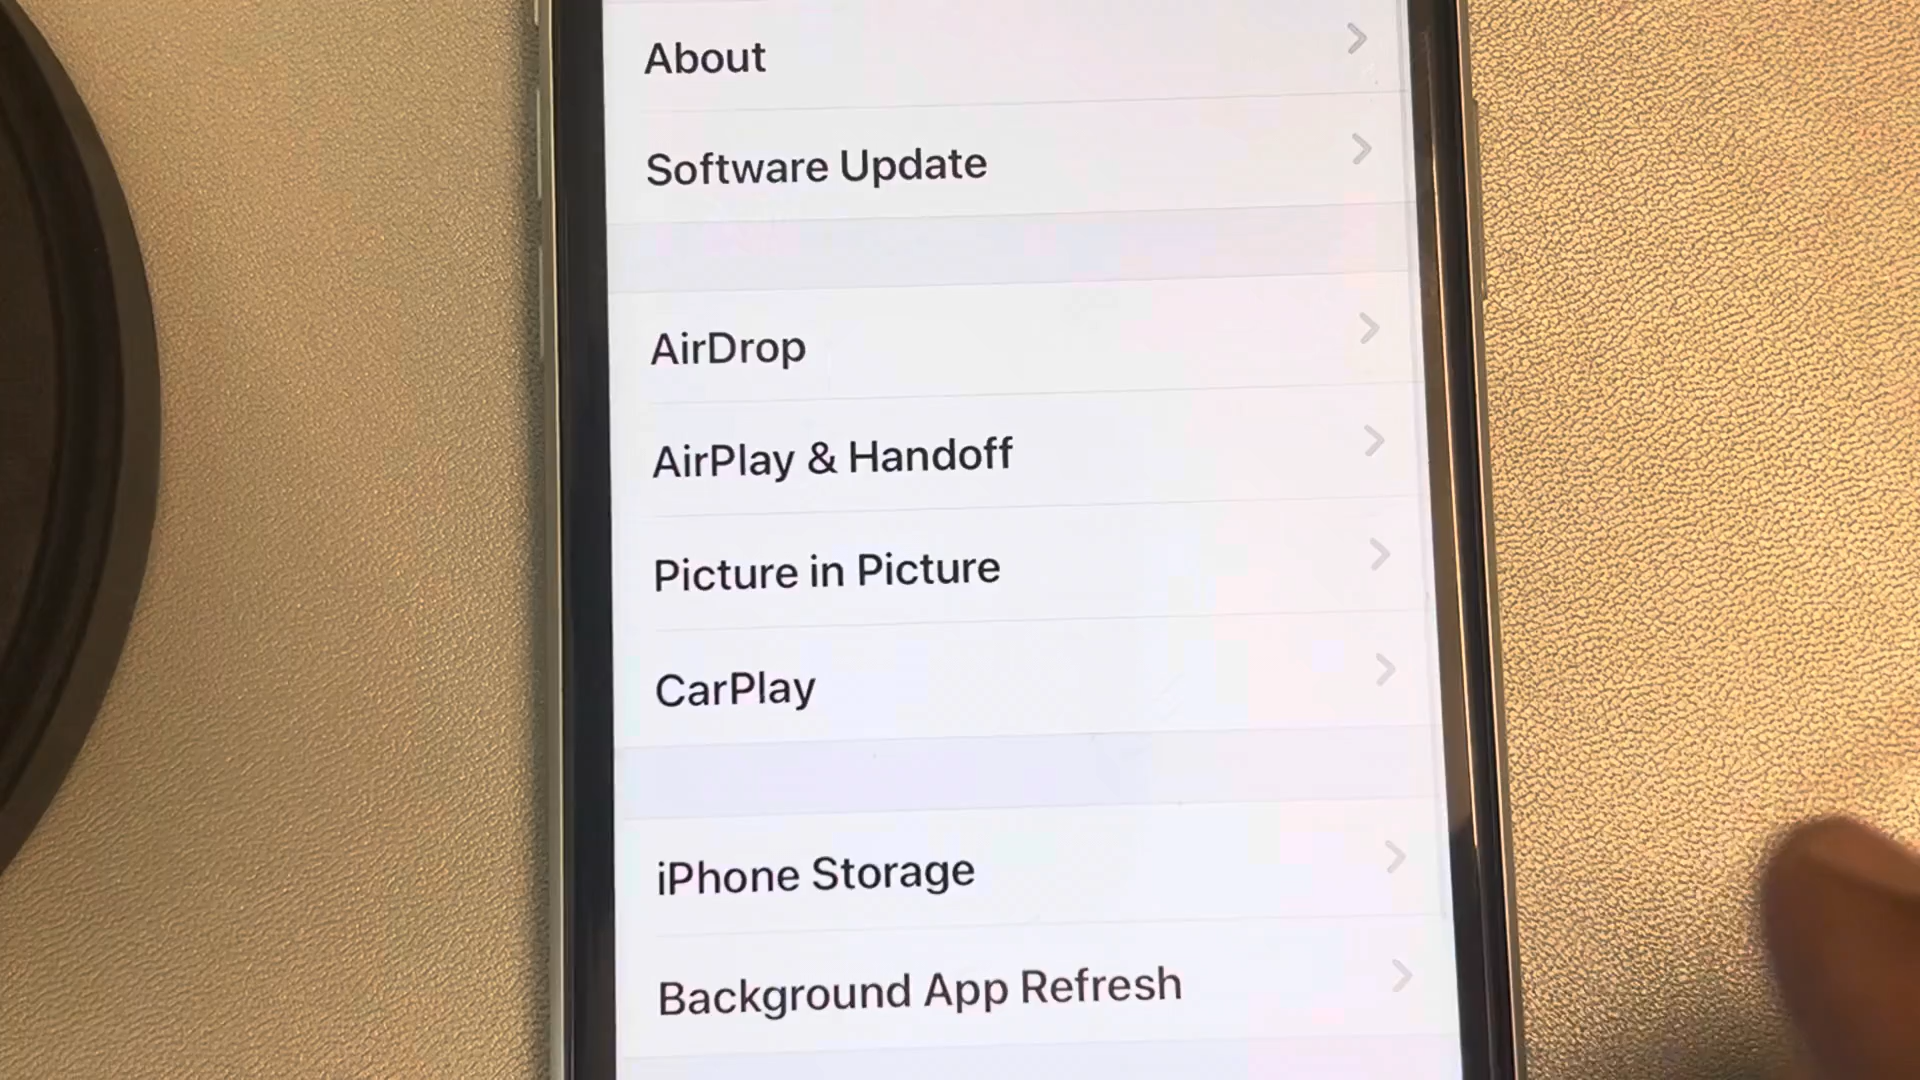 About
Software Update
AirDrop
AirPlay & Handoff
Picture in Picture
CarPlay
iPhone Storage
Background App Refresh